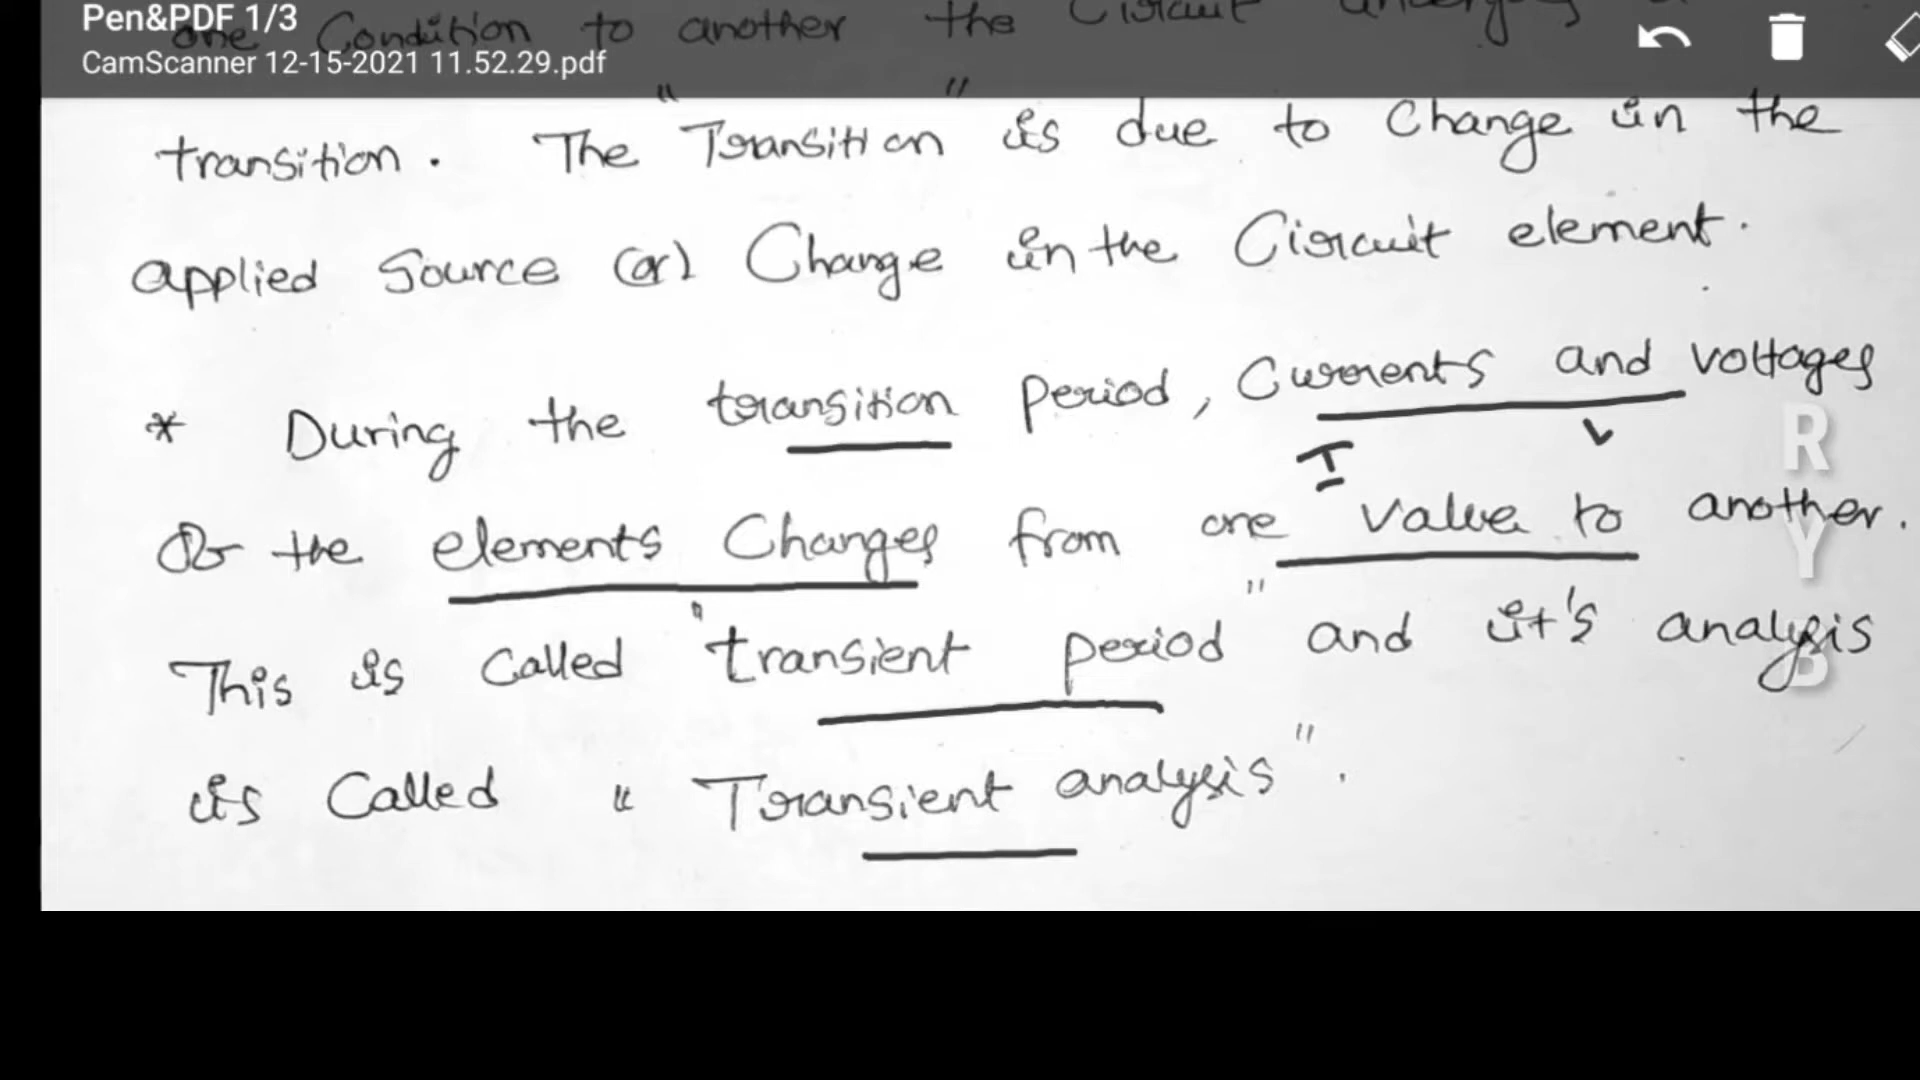 Pen&PDF 1/3
one Condition to another the Circuit
CamScanner 12-15-2021 11.52.29.pdf
transition. The "Transition" is due to Change in the
applied Source (or) Change in the Circuit element.
* During the transition period, Currents and voltages
I V
R
Or the elements Changes from one value to another.
Y
This is Called "transient period" and it's analysis
B
is Called " Transient analysis".